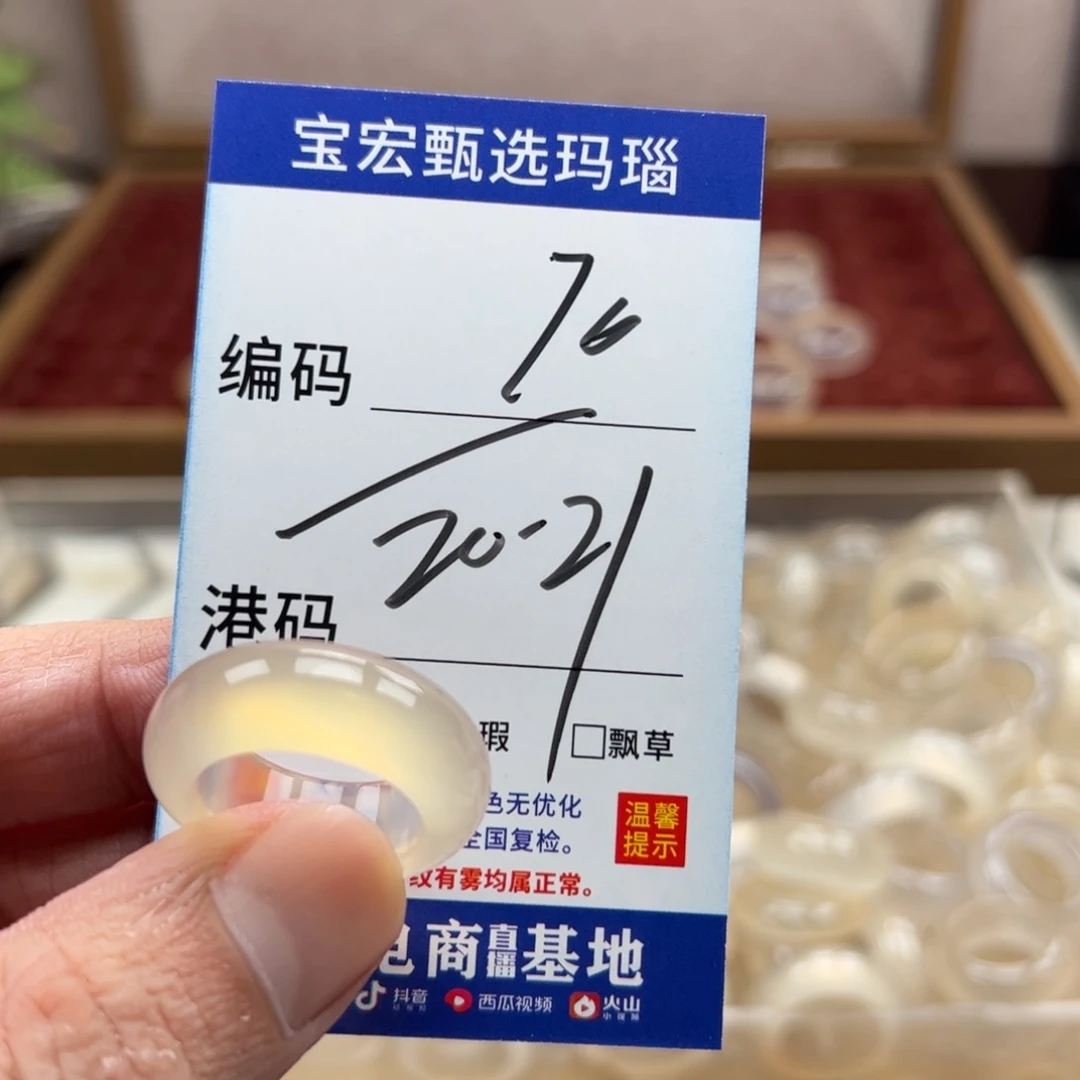 宝宏甄选玛瑙
编码 76
港码 20-21
瑕 □飘草
色无优化
全国复检。
温馨
提示
纹有雾均属正常。
电商直播基地
抖音 西瓜视频 火山